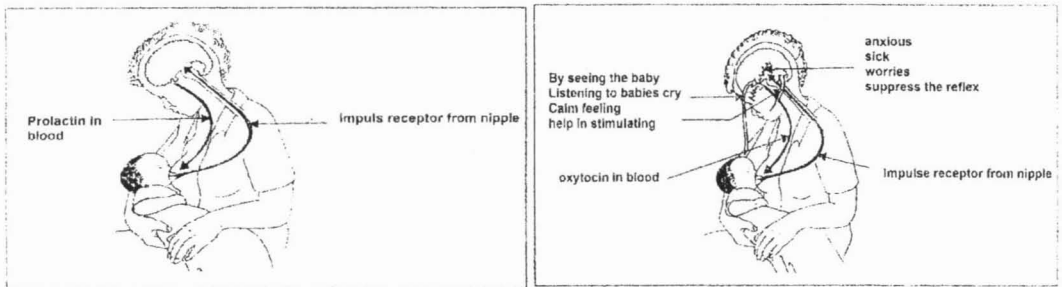 Prolactin in
blood
Impuls receptor from nipple
By seeing the baby
Listening to babies cry
Calm feeling
help in stimulating
anxious
sick
worries
suppress the reflex
oxytocin in blood
Impulse receptor from nipple